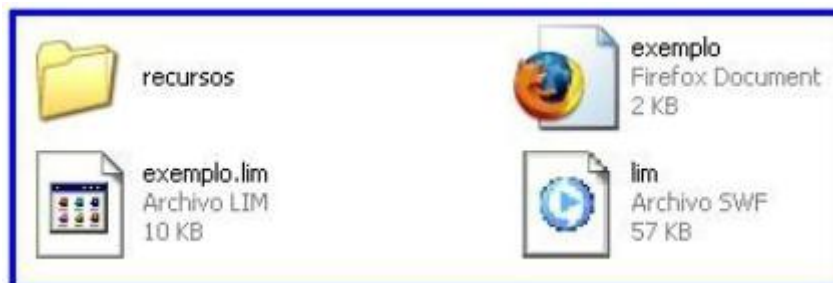 recursos
exemplo
Firefox Document
2 KB
exemplo.lim
Archivo LIM
10 KB
lim
Archivo SWF
57 KB